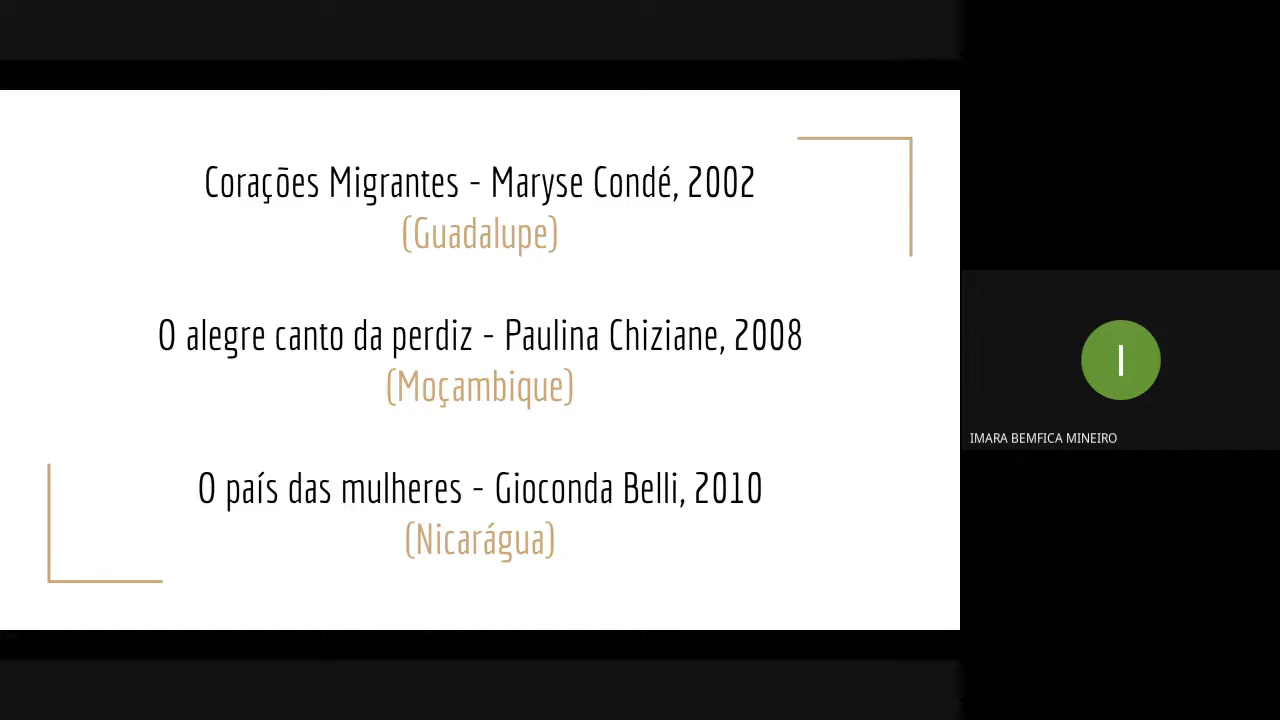 Corações Migrantes - Maryse Condé, 2002
(Guadalupe)
O alegre canto da perdiz - Paulina Chiziane, 2008
(Moçambique)
O país das mulheres - Gioconda Belli, 2010
(Nicarágua)
I
IMARA BEMFICA MINEIRO